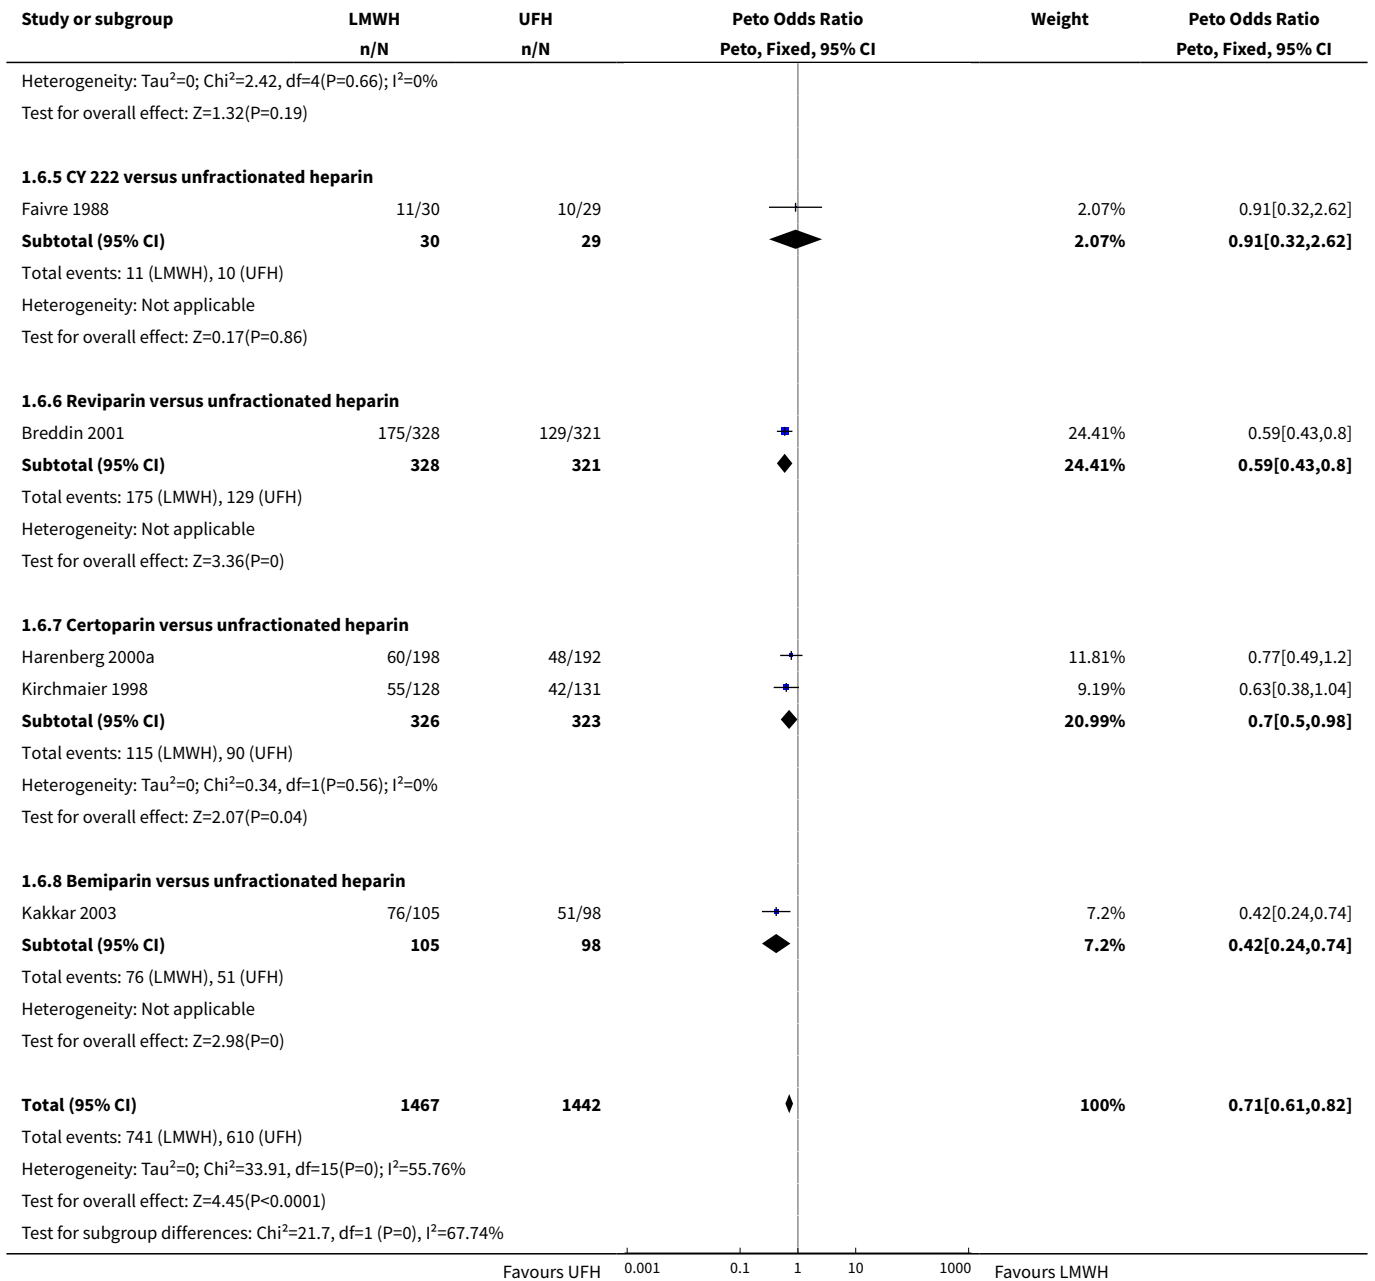 Study or subgroup LMWH UFH Peto Odds Ratio Weight Peto Odds Ratio
n/N n/N Peto, Fixed, 95% CI Peto, Fixed, 95% CI
Heterogeneity: Tau²=0; Chi²=2.42, df=4(P=0.66); I²=0%
Test for overall effect: Z=1.32(P=0.19)
1.6.5 CY 222 versus unfractionated heparin
Faivre 1988 11/30 10/29 2.07% 0.91[0.32,2.62]
Subtotal (95% CI) 30 29 2.07% 0.91[0.32,2.62]
Total events: 11 (LMWH), 10 (UFH)
Heterogeneity: Not applicable
Test for overall effect: Z=0.17(P=0.86)
1.6.6 Reviparin versus unfractionated heparin
Breddin 2001 175/328 129/321 24.41% 0.59[0.43,0.8]
Subtotal (95% CI) 328 321 24.41% 0.59[0.43,0.8]
Total events: 175 (LMWH), 129 (UFH)
Heterogeneity: Not applicable
Test for overall effect: Z=3.36(P=0)
1.6.7 Certoparin versus unfractionated heparin
Harenberg 2000a 60/198 48/192 11.81% 0.77[0.49,1.2]
Kirchmaier 1998 55/128 42/131 9.19% 0.63[0.38,1.04]
Subtotal (95% CI) 326 323 20.99% 0.7[0.5,0.98]
Total events: 115 (LMWH), 90 (UFH)
Heterogeneity: Tau²=0; Chi²=0.34, df=1(P=0.56); I²=0%
Test for overall effect: Z=2.07(P=0.04)
1.6.8 Bemiparin versus unfractionated heparin
Kakkar 2003 76/105 51/98 7.2% 0.42[0.24,0.74]
Subtotal (95% CI) 105 98 7.2% 0.42[0.24,0.74]
Total events: 76 (LMWH), 51 (UFH)
Heterogeneity: Not applicable
Test for overall effect: Z=2.98(P=0)
Total (95% CI) 1467 1442 100% 0.71[0.61,0.82]
Total events: 741 (LMWH), 610 (UFH)
Heterogeneity: Tau²=0; Chi²=33.91, df=15(P=0); I²=55.76%
Test for overall effect: Z=4.45(P<0.0001)
Test for subgroup differences: Chi²=21.7, df=1 (P=0), I²=67.74%
Favours UFH 0.001 0.1 1 10 1000 Favours LMWH